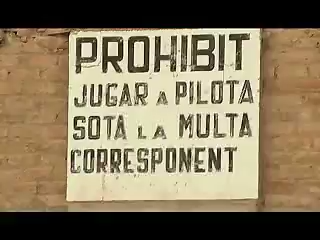 PROHIBIT
JUGAR A PILOTA
SOTA LA MULTA
CORRESPONENT